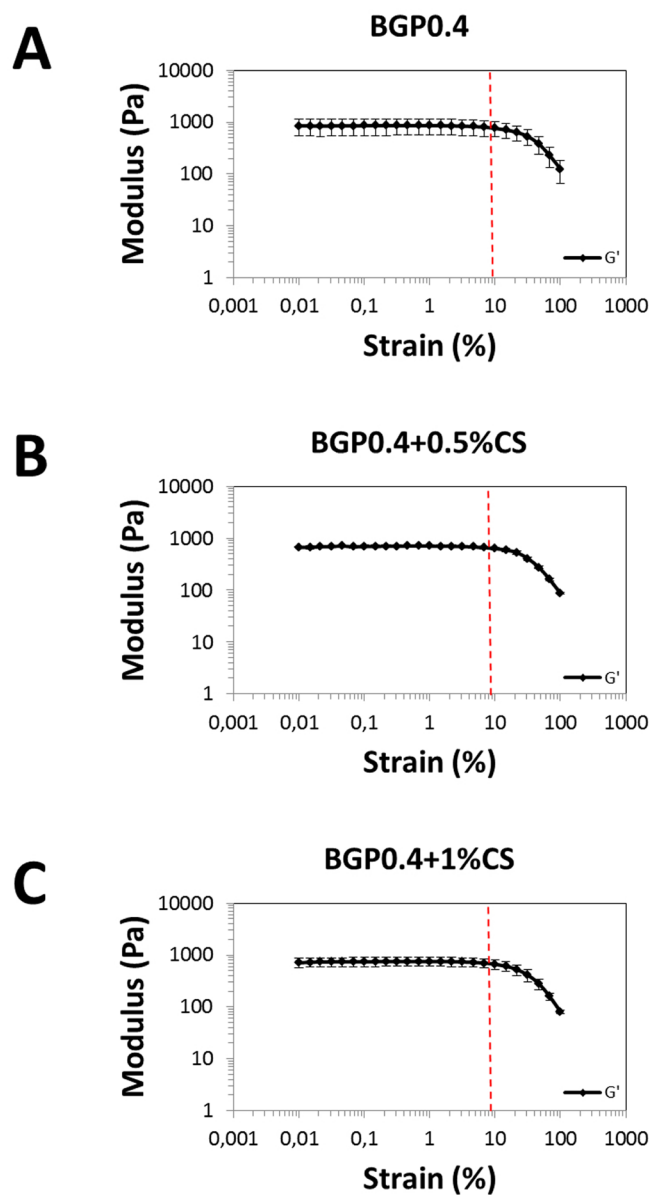 A
BGP0.4
Modulus (Pa)
10000
1000
100
10
1
0,001 0,01 0,1 1 10 100 1000
G'
Strain (%)
B
BGP0.4+0.5%CS
Modulus (Pa)
10000
1000
100
10
1
0,001 0,01 0,1 1 10 100 1000
G'
Strain (%)
C
BGP0.4+1%CS
Modulus (Pa)
10000
1000
100
10
1
0,001 0,01 0,1 1 10 100 1000
G'
Strain (%)